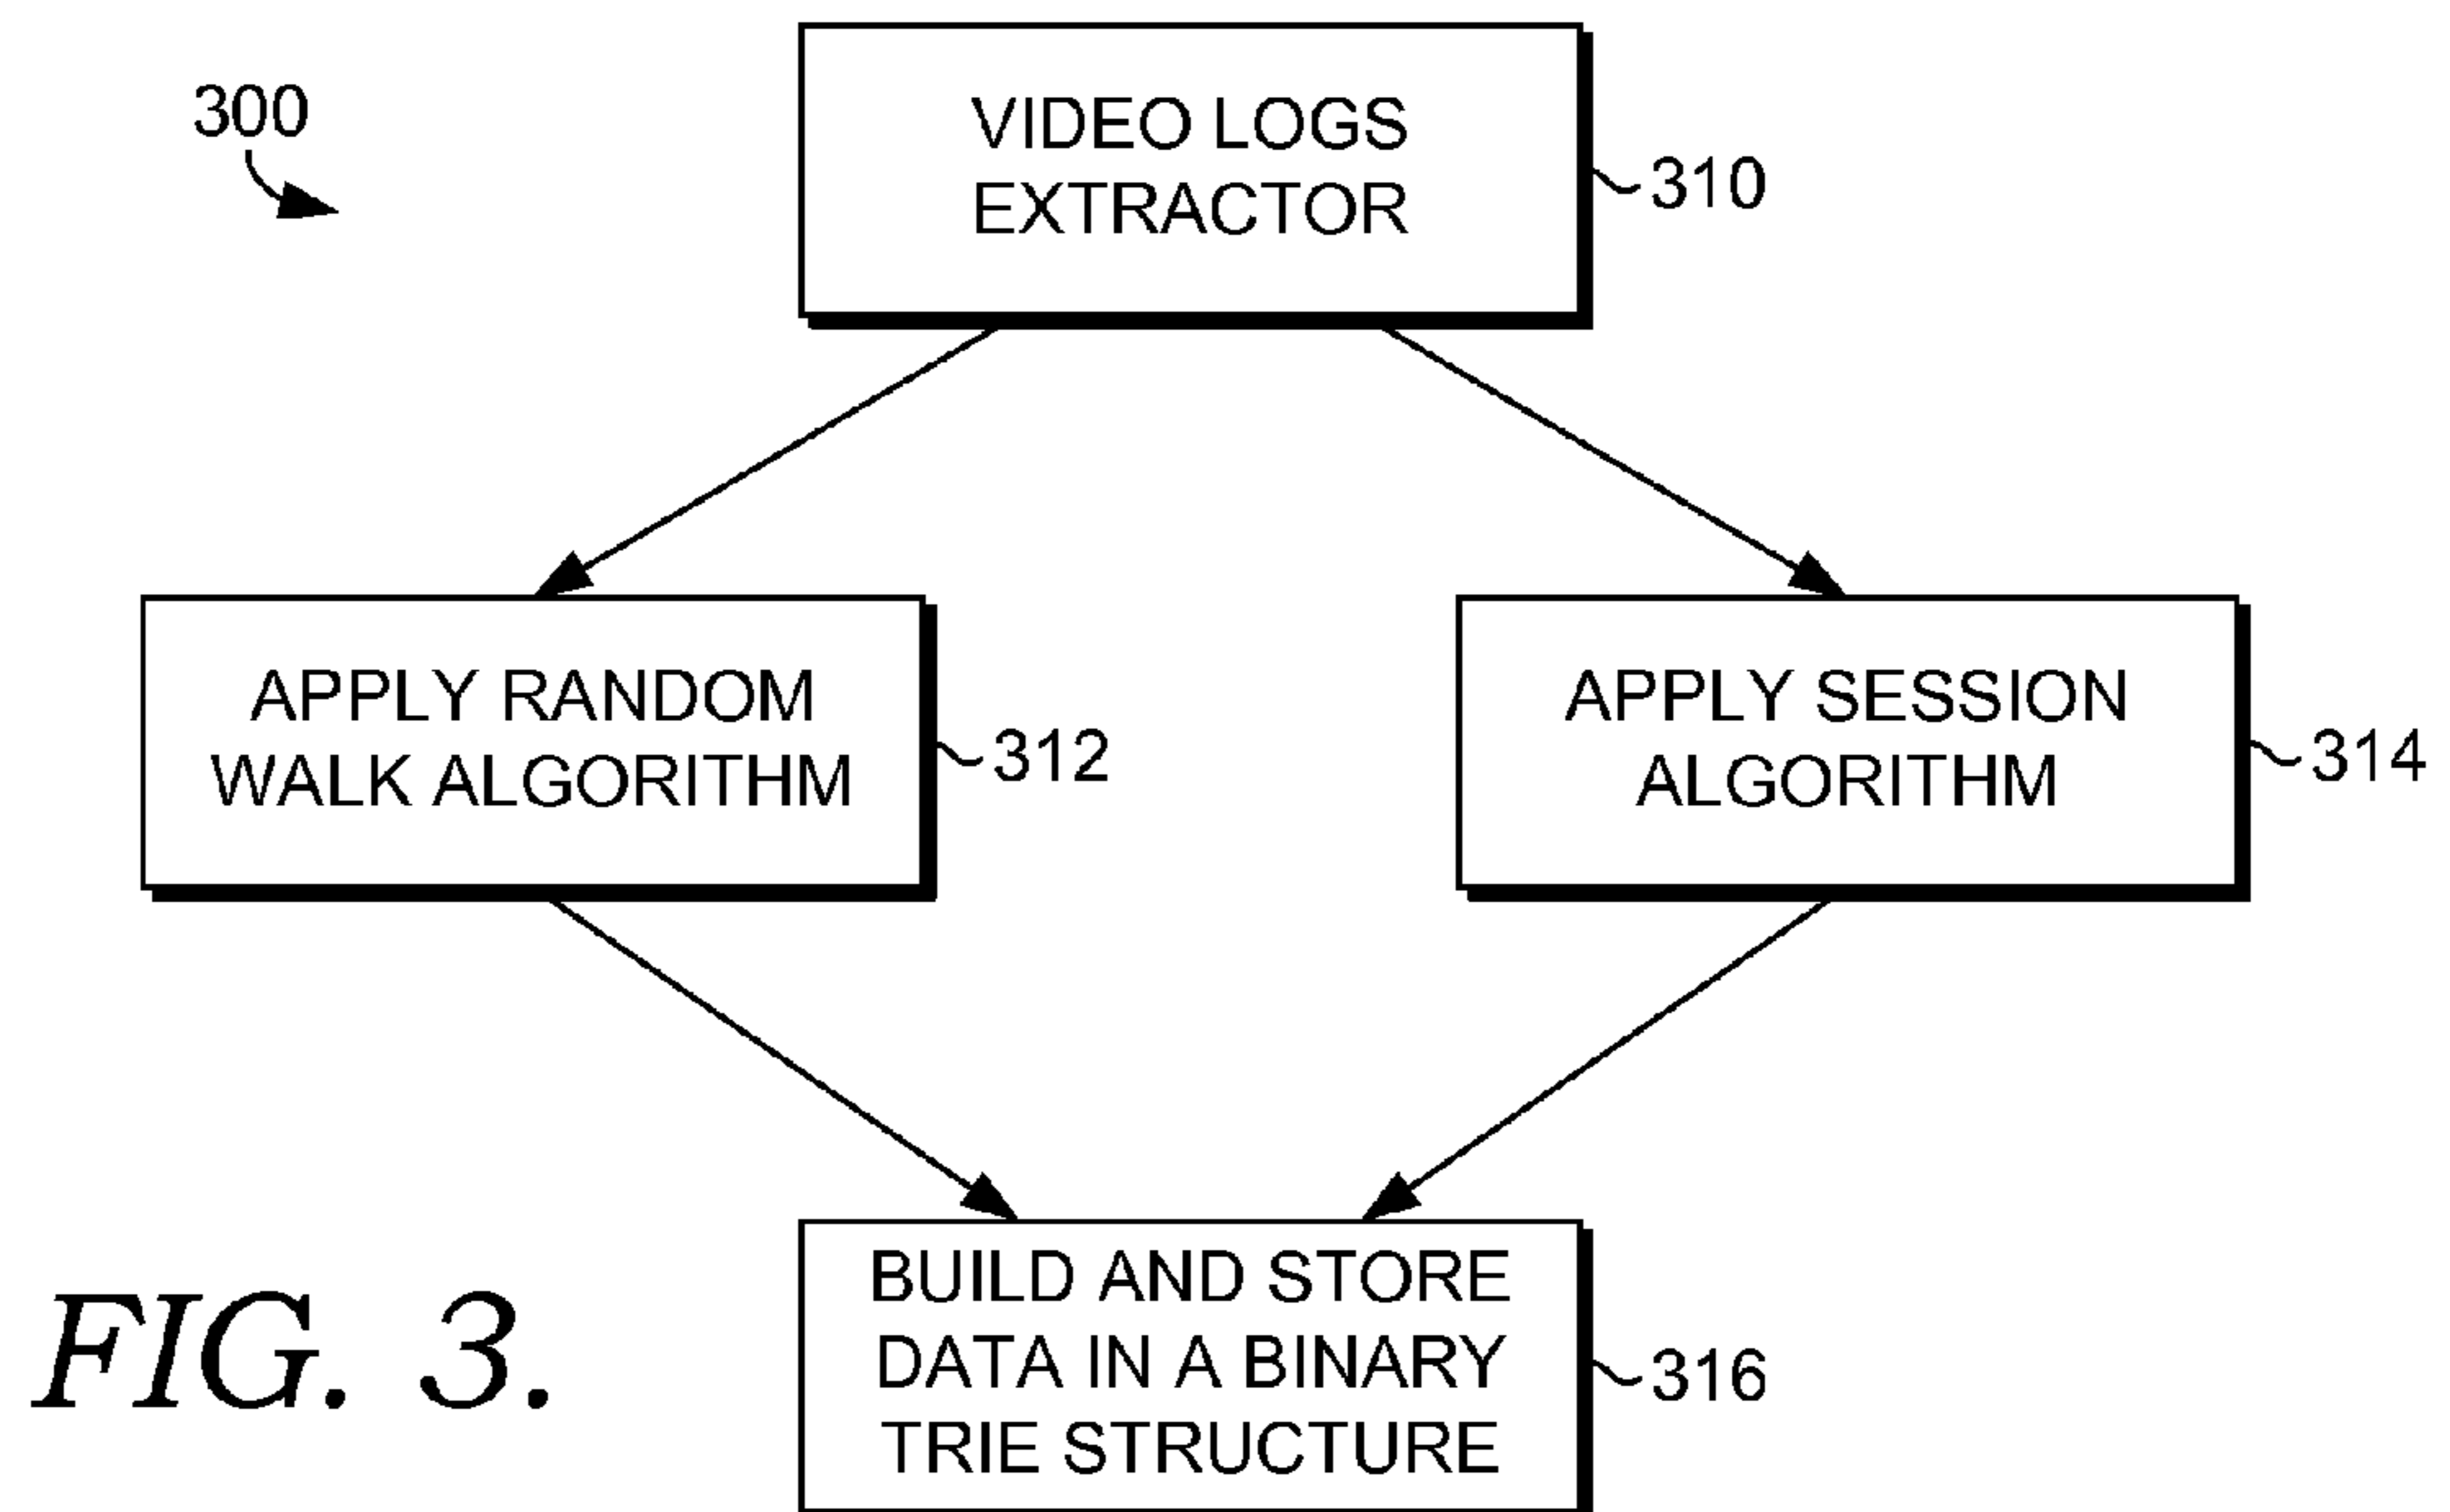 300
VIDEO LOGS
EXTRACTOR
310
APPLY RANDOM
WALK ALGORITHM
312
APPLY SESSION
ALGORITHM
314
BUILD AND STORE
DATA IN A BINARY
TRIE STRUCTURE
316
FIG. 3.